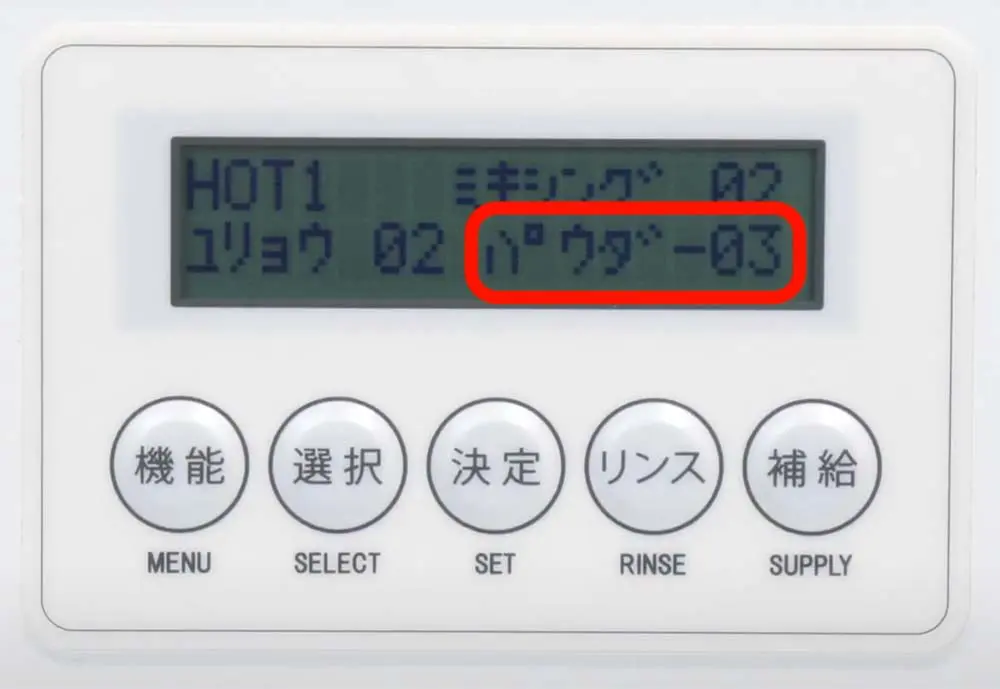 HOT1 ミキシング 02
ユリョウ 02 パウダー03
機能 選択 決定 リンス 補給
MENU SELECT SET RINSE SUPPLY